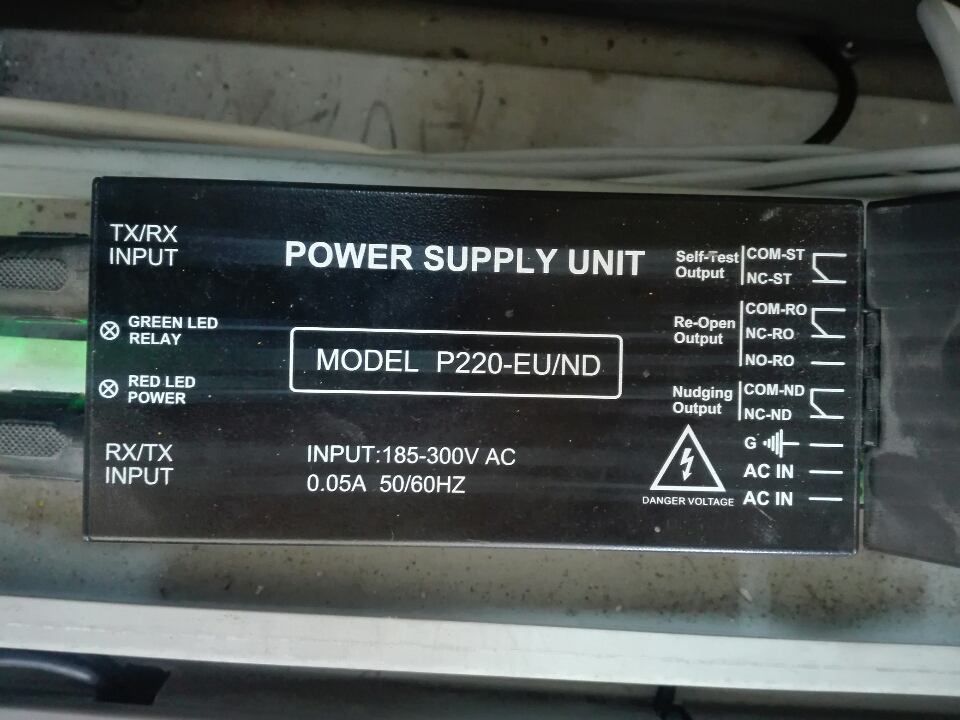 TX/RX
INPUT
POWER SUPPLY UNIT
Self-Test
Output
COM-ST
NC-ST
GREEN LED
RELAY
Re-Open
Output
COM-RO
NC-RO
NO-RO
MODEL P220-EU/ND
RED LED
POWER
Nudging
Output
COM-ND
NC-ND
RX/TX
INPUT
INPUT:185-300V AC
0.05A 50/60HZ
DANGER VOLTAGE
G
AC IN
AC IN